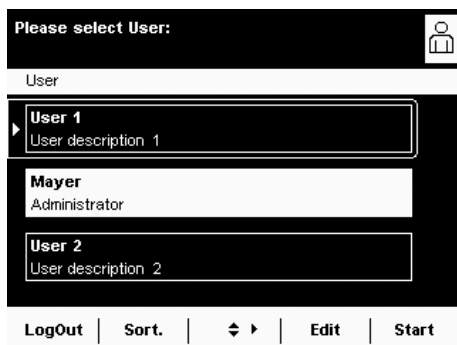 Please select User:
User
User 1
User description 1
Mayer
Administrator
User 2
User description 2
LogOut | Sort. | | Edit | Start